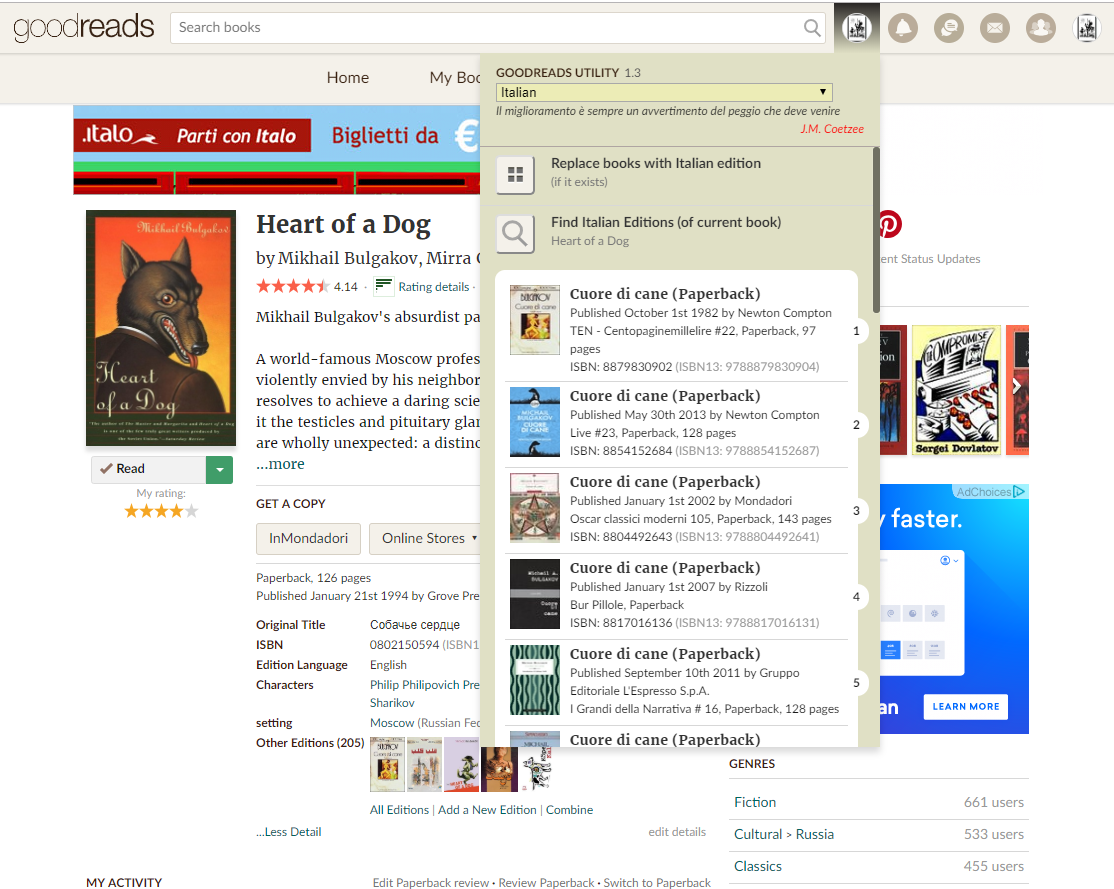 goodreads
Search books
Home
My Boo
GOODREADS UTILITY 1.3
Italian
Il miglioramento è sempre un avvertimento del peggio che deve venire
J.M. Coetzee
.italo
Parti con Italo
Biglietti da €
Replace books with Italian edition
(if it exists)
Find Italian Editions (of current book)
Heart of a Dog
Cuore di cane (Paperback)
Published October 1st 1982 by Newton Compton
TEN - Centopaginemillelire #22, Paperback, 97
pages
ISBN: 8879830902 (ISBN13: 9788879830904)
1
Cuore di cane (Paperback)
Published May 30th 2013 by Newton Compton
Live #23, Paperback, 128 pages
ISBN: 8854152684 (ISBN13: 9788854152687)
2
Cuore di cane (Paperback)
Published January 1st 2002 by Mondadori
Oscar classici moderni 105, Paperback, 143 pages
ISBN: 8804492643 (ISBN13: 9788804492641)
3
Cuore di cane (Paperback)
Published January 1st 2007 by Rizzoli
Bur Pillole, Paperback
ISBN: 8817016136 (ISBN13: 9788817016131)
4
Cuore di cane (Paperback)
Published September 10th 2011 by Gruppo
Editoriale L'Espresso S.p.A.
I Grandi della Narrativa # 16, Paperback, 128 pages
5
Cuore di cane (Paperback)
Mikhail Bulgakov
Heart
of a Dog
Heart of a Dog
by Mikhail Bulgakov, Mirra
4.14 · Rating details ·
Mikhail Bulgakov's absurdist pa
A world-famous Moscow profes
violently envied by his neighbor
resolves to achieve a daring scie
it the testicles and pituitary glan
are wholly unexpected: a distinc
...more
Read
My rating:
GET A COPY
InMondadori
Online Stores
Paperback, 126 pages
Published January 21st 1994 by Grove Pre
Original Title Собачье сердце
ISBN 0802150594 (ISBN1
Edition Language English
Characters Philip Philipovich Pre
Sharikov
setting Moscow (Russian Fed
Other Editions (205)
All Editions | Add a New Edition | Combine
...Less Detail
edit details
MY ACTIVITY
Edit Paperback review · Review Paperback · Switch to Paperback
ent Status Updates
COMPROMISE
Sergei Dovlatov
AdChoices
y faster.
an
LEARN MORE
GENRES
Fiction 661 users
Cultural > Russia 533 users
Classics 455 users